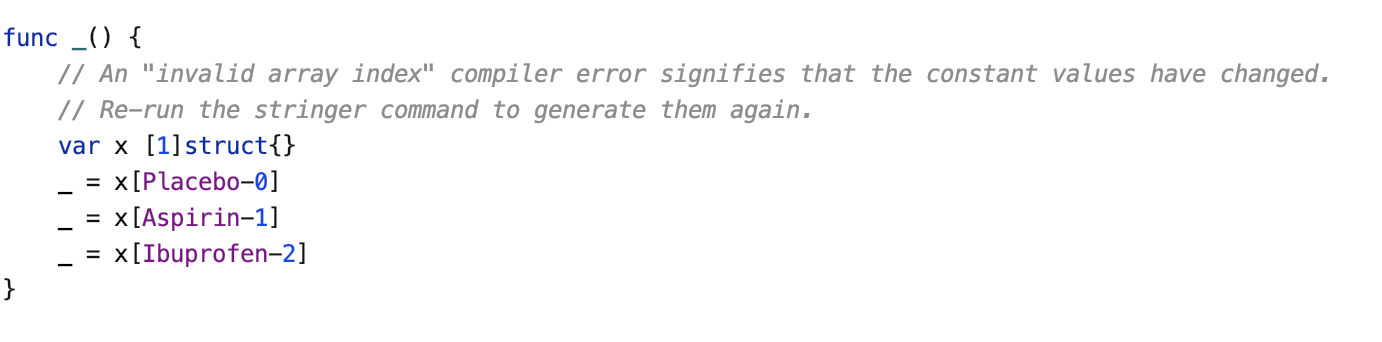 func _() {
    // An "invalid array index" compiler error signifies that the constant values have changed.
    // Re-run the stringer command to generate them again.
    var x [1]struct{}
    _ = x[Placebo-0]
    _ = x[Aspirin-1]
    _ = x[Ibuprofen-2]
}